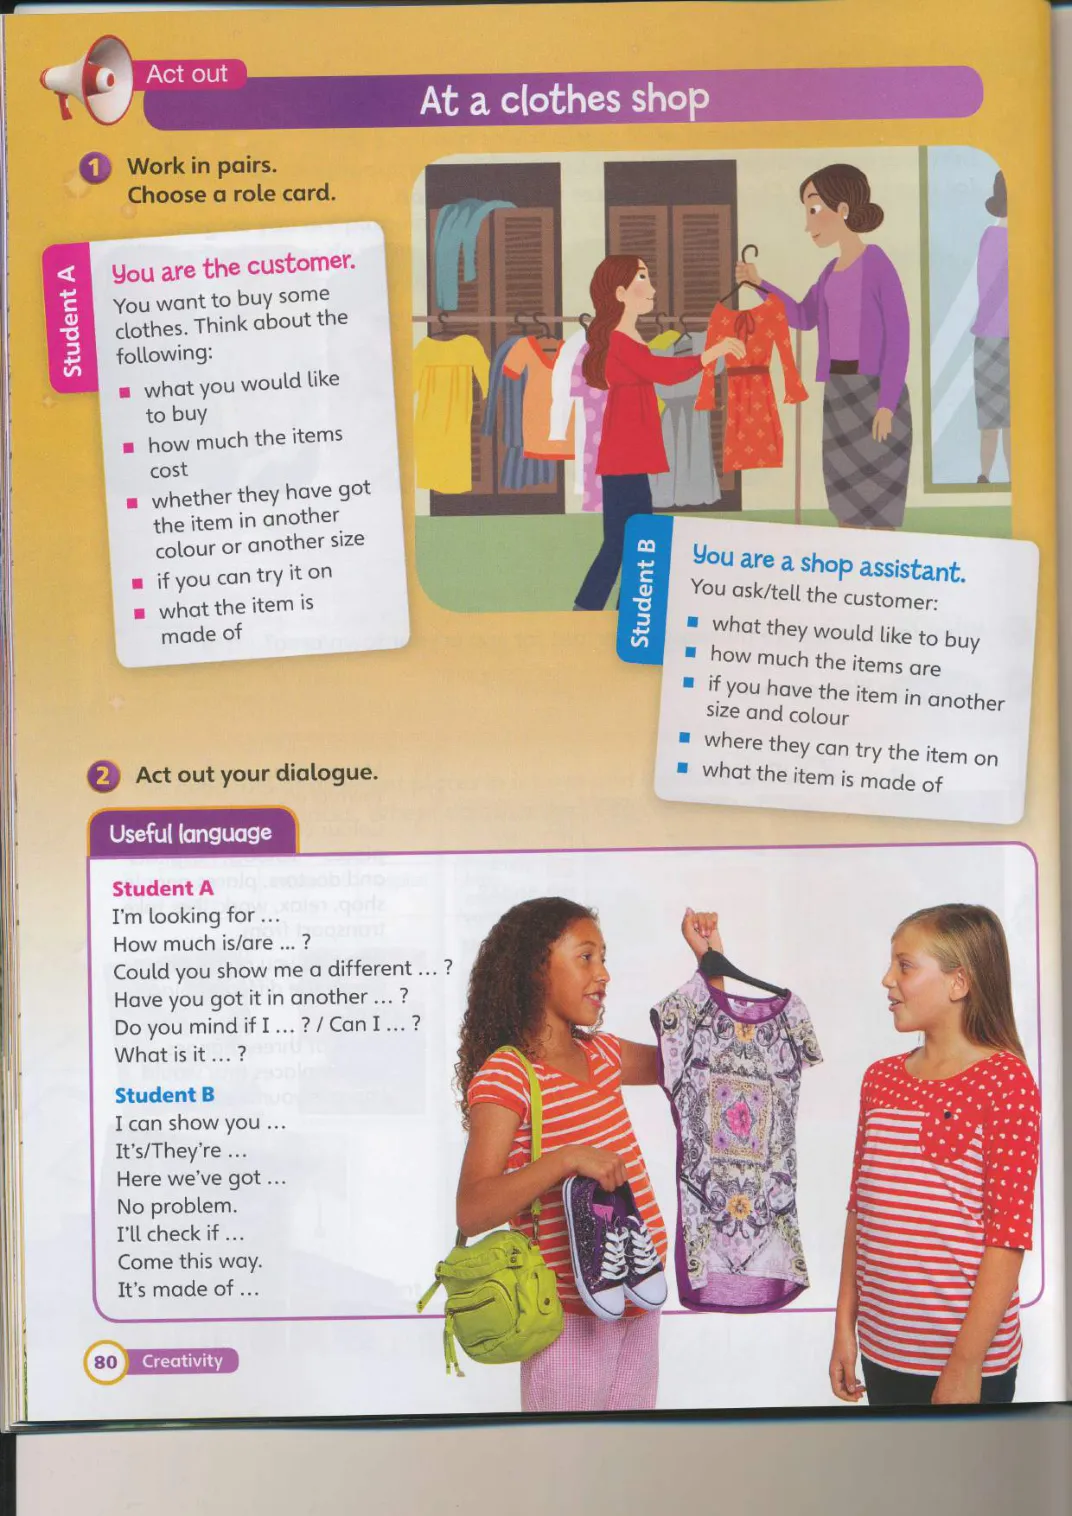 Act out
At a clothes shop
1 Work in pairs.
Choose a role card.
Student A
You are the customer.
You want to buy some
clothes. Think about the
following:
what you would like
to buy
how much the items
cost
whether they have got
the item in another
colour or another size
if you can try it on
what the item is
made of
Student B
You are a shop assistant.
You ask/tell the customer:
what they would like to buy
how much the items are
if you have the item in another
size and colour
where they can try the item on
what the item is made of
2 Act out your dialogue.
Useful language
Student A
I'm looking for ...
How much is/are ... ?
Could you show me a different ... ?
Have you got it in another ... ?
Do you mind if I ... ? / Can I ... ?
What is it ... ?
Student B
I can show you ...
It's/They're ...
Here we've got ...
No problem.
I'll check if ...
Come this way.
It's made of ...
80 Creativity